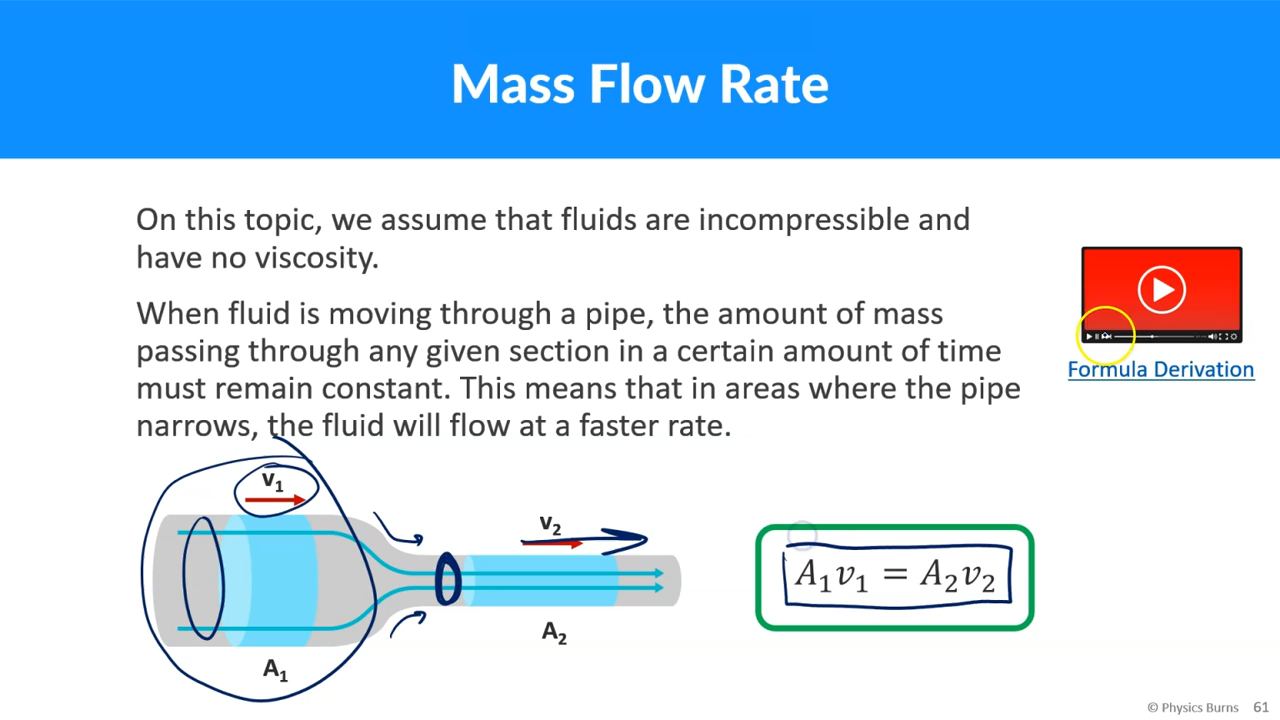 Mass Flow Rate
On this topic, we assume that fluids are incompressible and
have no viscosity.
When fluid is moving through a pipe, the amount of mass
passing through any given section in a certain amount of time
must remain constant. This means that in areas where the pipe
narrows, the fluid will flow at a faster rate.
Formula Derivation
v₁
v₂
A₁v₁ = A₂v₂
A₂
A₁
© Physics Burns 61